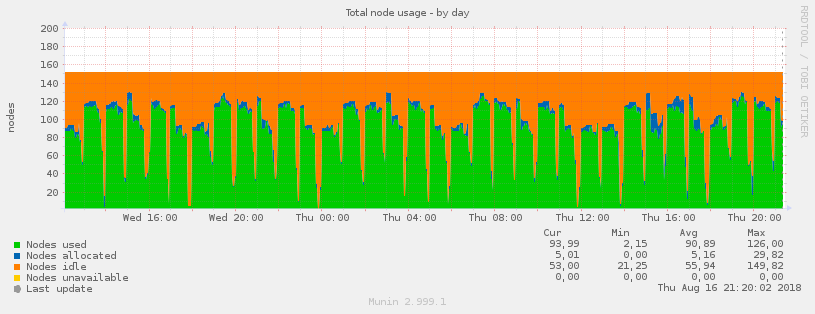 Total node usage - by day
RRDTOOL / TOBI OETIKER
nodes
200
180
160
140
120
100
80
60
40
20
Wed 16:00 Wed 20:00 Thu 00:00 Thu 04:00 Thu 08:00 Thu 12:00 Thu 16:00 Thu 20:00
Cur Min Avg Max
Nodes used 93,99 2,15 90,89 126,00
Nodes allocated 5,01 0,00 5,16 29,82
Nodes idle 53,00 21,25 55,94 149,82
Nodes unavailable 0,00 0,00 0,00 0,00
Last update Thu Aug 16 21:20:02 2018
Munin 2.999.1